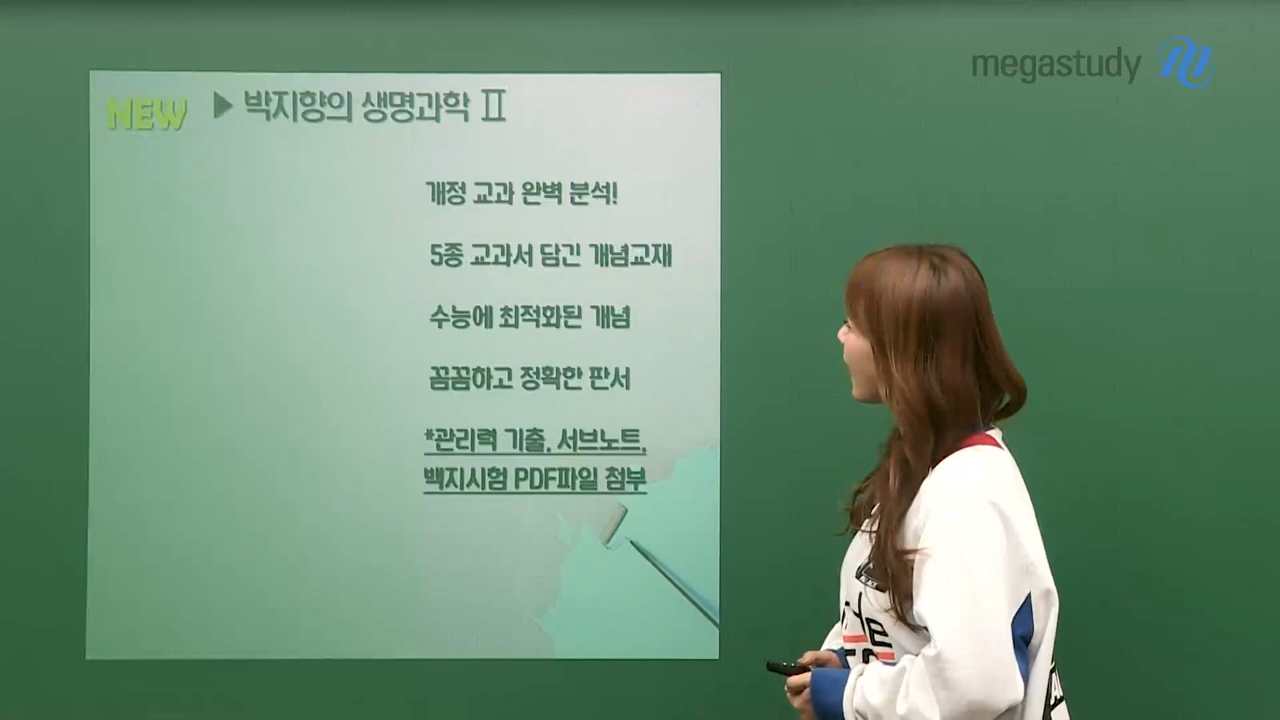 megastudy
NEW ▶ 박지향의 생명과학 Ⅱ
개정 교과 완벽 분석!
5종 교과서 담긴 개념교재
수능에 최적화된 개념
꼼꼼하고 정확한 판서
*관리력 기출, 서브노트,
백지시험 PDF파일 첨부